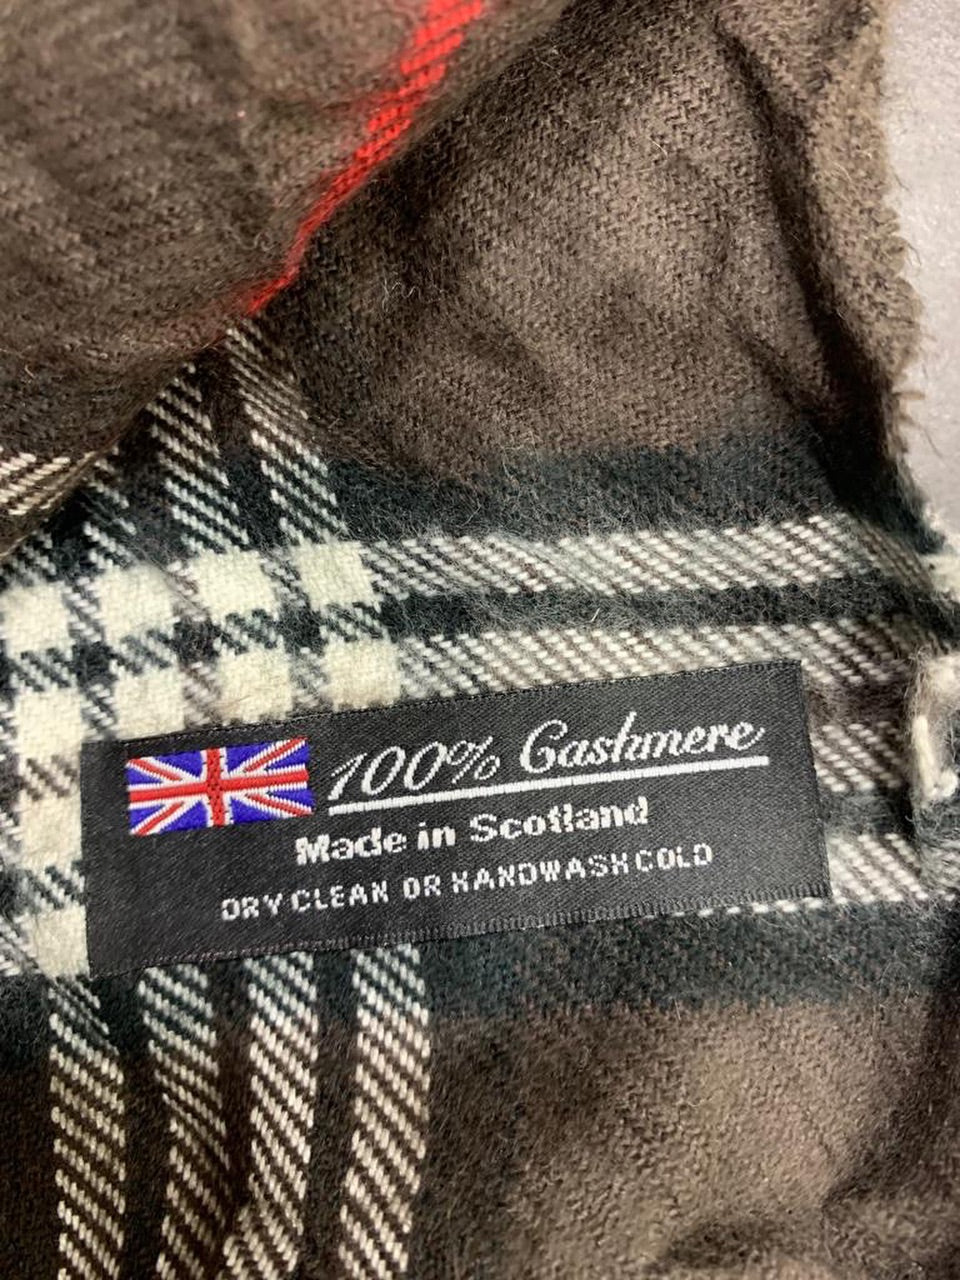 100% Cashmere
Made in Scotland
DRY CLEAN OR HANDWASH COLD